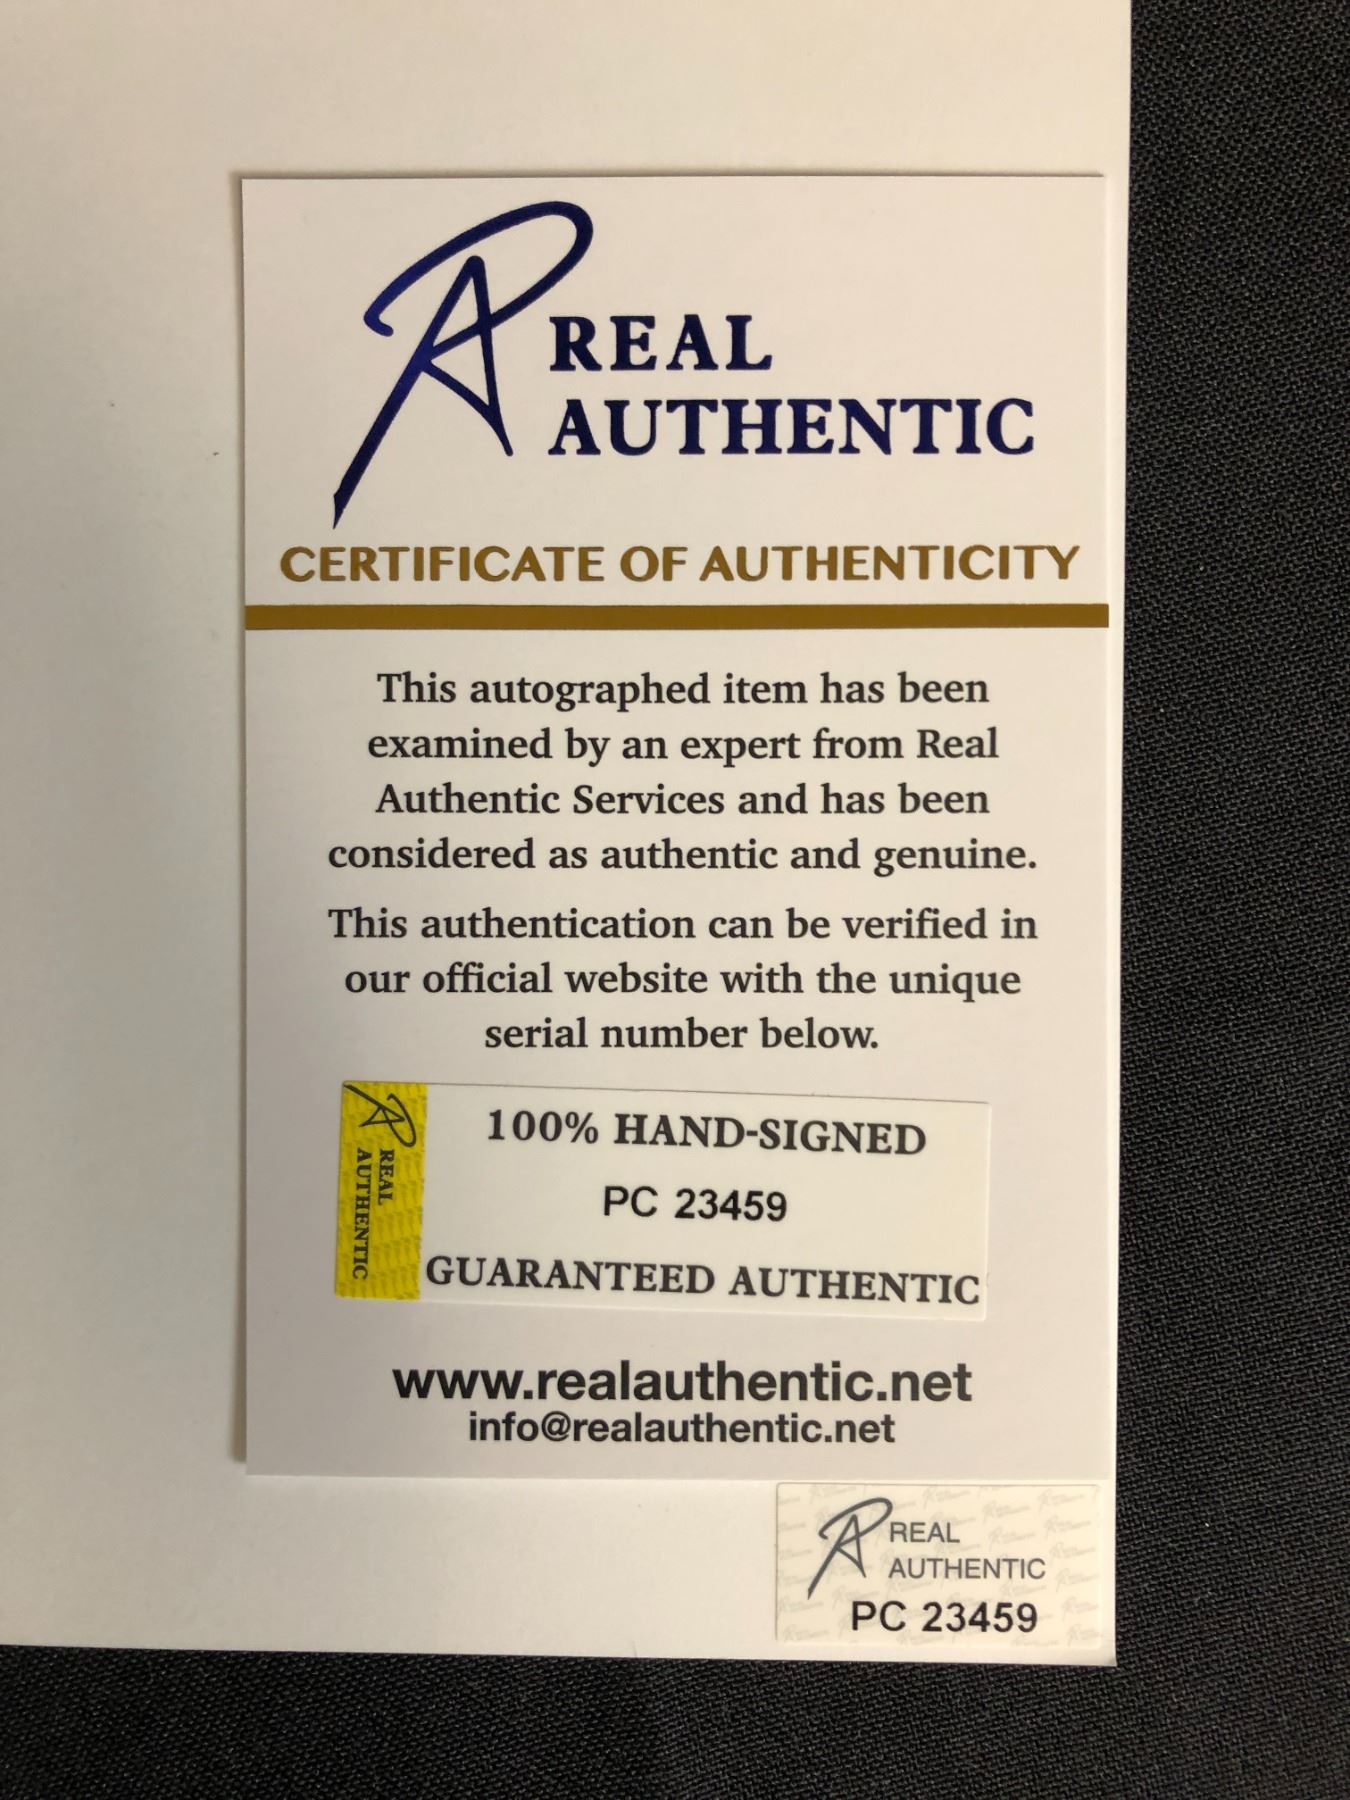 REAL
AUTHENTIC
CERTIFICATE OF AUTHENTICITY
This autographed item has been
examined by an expert from Real
Authentic Services and has been
considered as authentic and genuine.
This authentication can be verified in
our official website with the unique
serial number below.
REAL
AUTHENTIC
100% HAND-SIGNED
PC 23459
GUARANTEED AUTHENTIC
www.realauthentic.net
info@realauthentic.net
REAL
AUTHENTIC
PC 23459